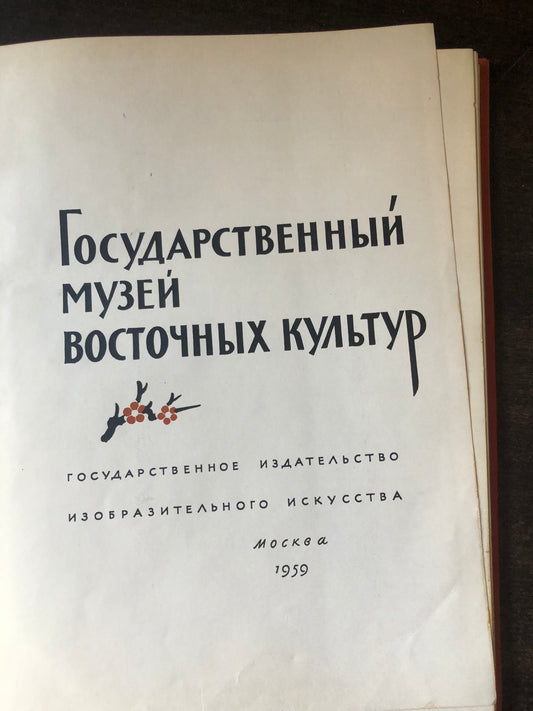 Государственный
музей
восточных культур
государственное издательство
изобразительного искусства
Москва
1959